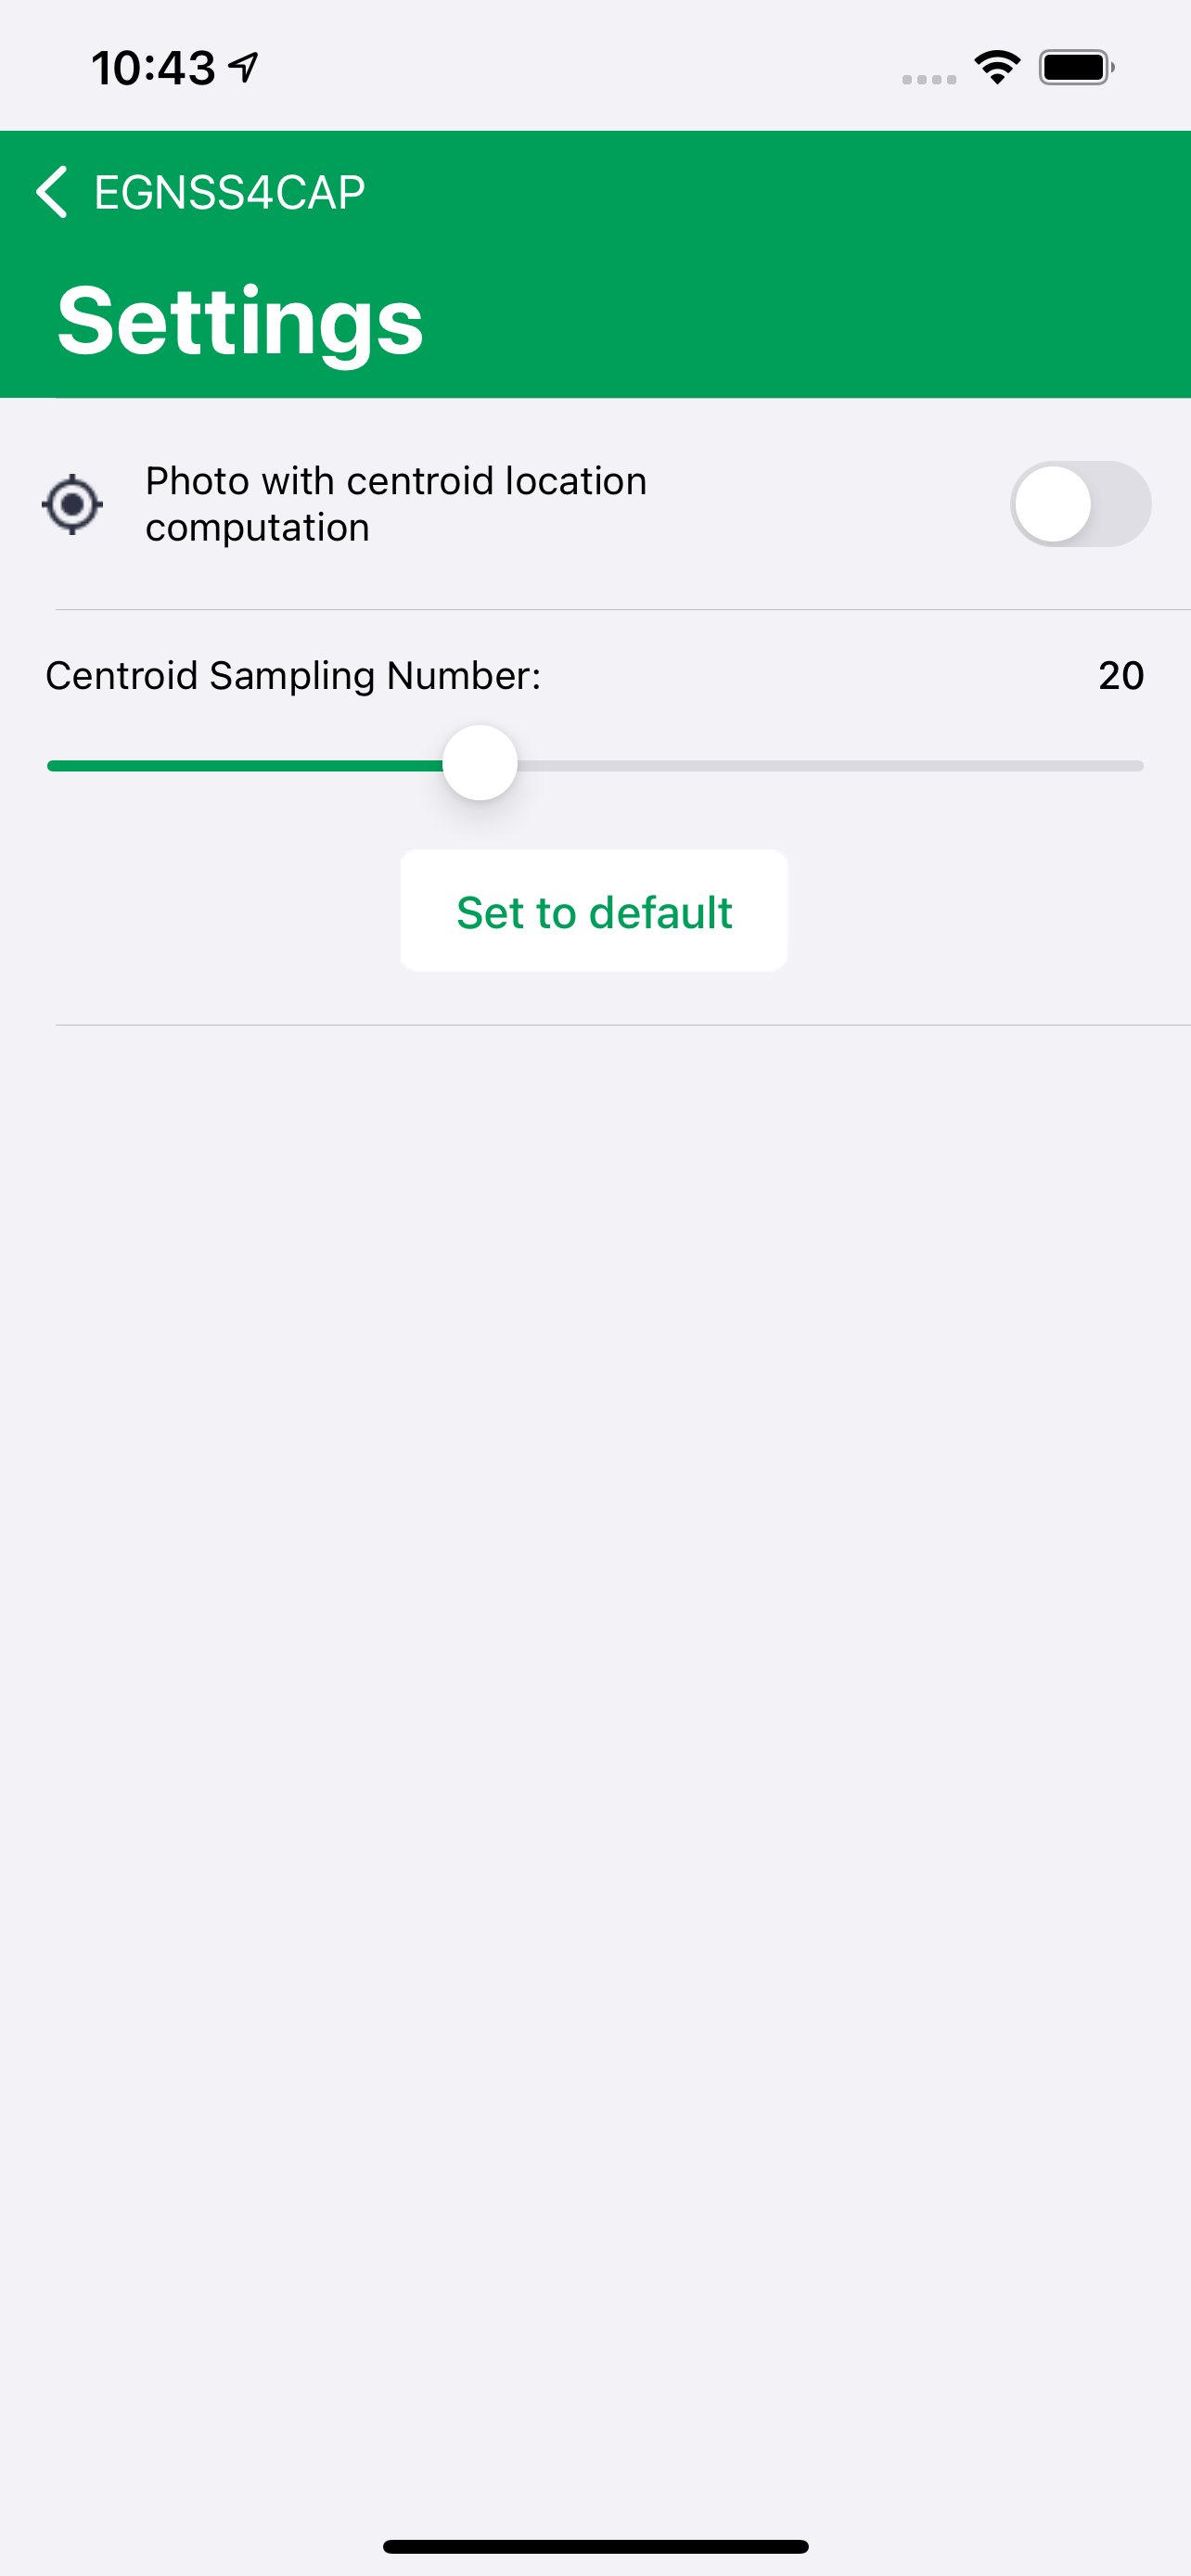 10:43
EGNSS4CAP
Settings
Photo with centroid location
computation
Centroid Sampling Number: 20
Set to default